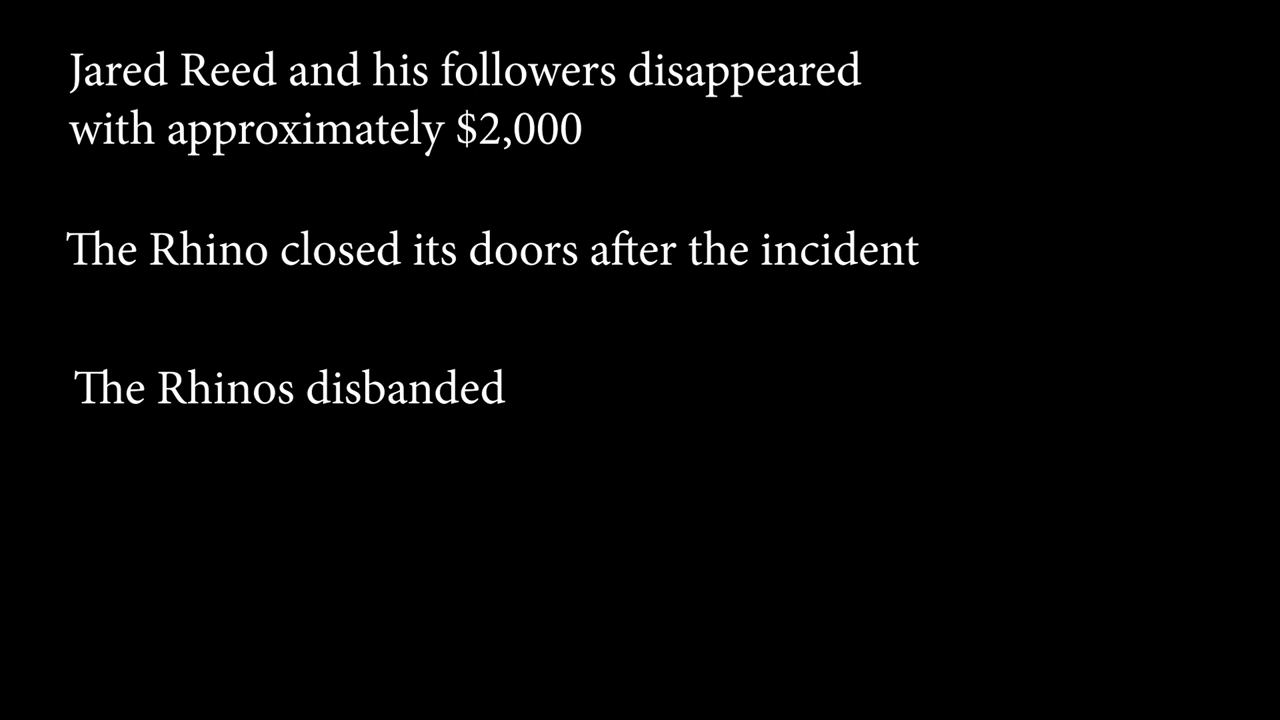 Jared Reed and his followers disappeared
with approximately $2,000
The Rhino closed its doors after the incident
The Rhinos disbanded